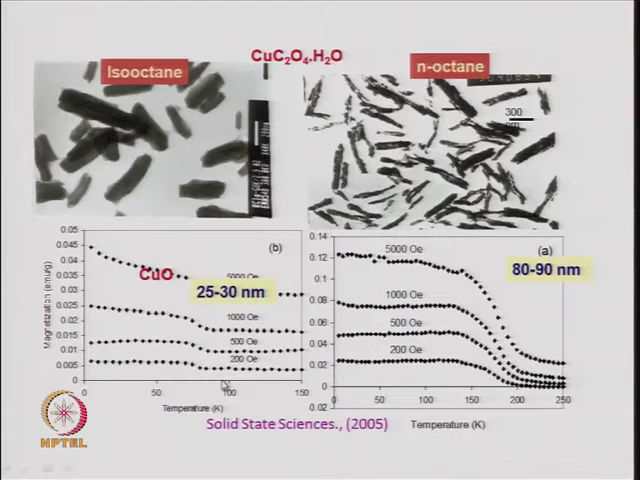 CuC₂O₄.H₂O
Isooctane
n-octane
300
nm
0.05
0.045
0.04
0.035
0.03
0.025
0.02
0.015
0.01
0.005
0
Magnetization (emu/g)
(b)
CuO
25-30 nm
5000 Oe
1000 Oe
500 Oe
200 Oe
0
50
100
150
Temperature (K)
0.14
0.12
0.1
0.08
0.06
0.04
0.02
0
0.02
(a)
80-90 nm
5000 Oe
1000 Oe
500 Oe
200 Oe
0
50
100
150
200
250
Temperature (K)
Solid State Sciences., (2005)
NPTEL